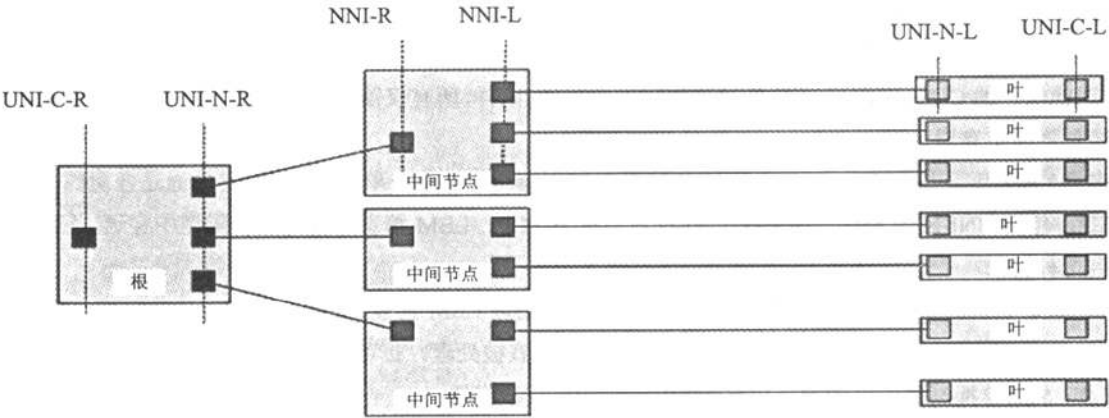 NNI-R
NNI-L
UNI-N-L
UNI-C-L
UNI-C-R
UNI-N-R
叶
叶
叶
中间节点
叶
根
中间节点
叶
叶
中间节点
叶